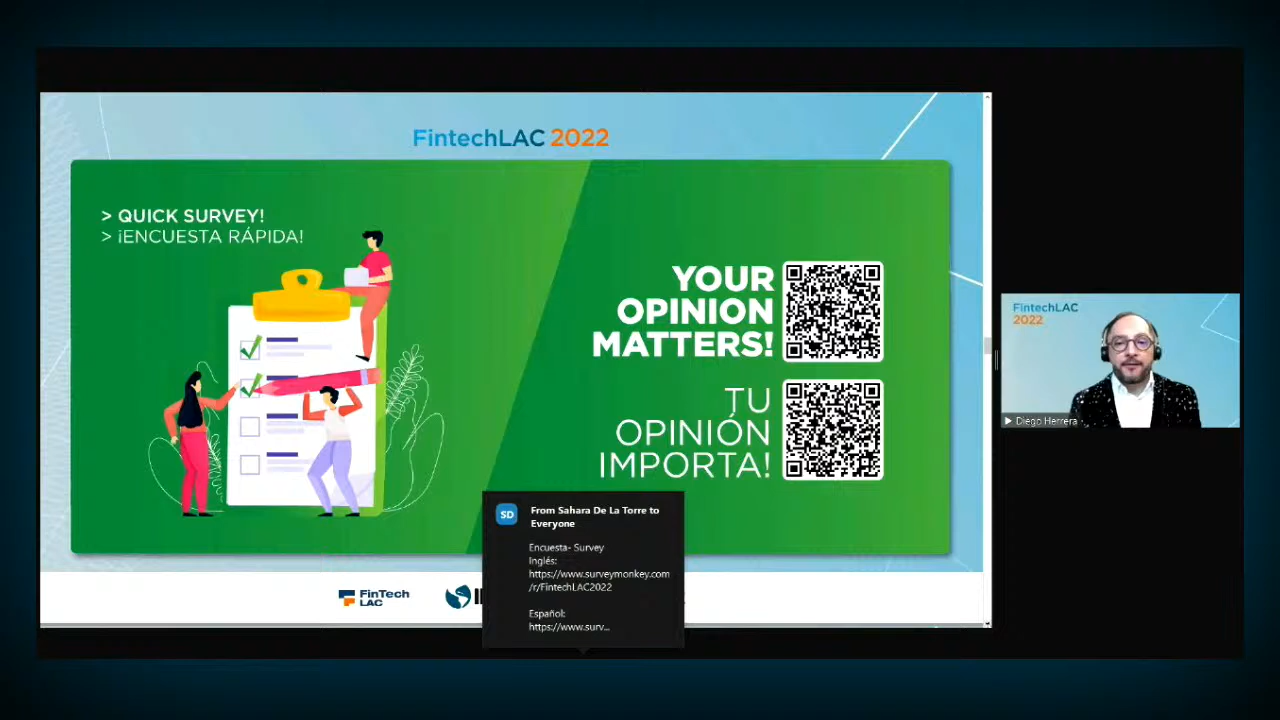 FintechLAC 2022
> QUICK SURVEY!
> ¡ENCUESTA RÁPIDA!
YOUR
OPINION
MATTERS!
TU
OPINIÓN
IMPORTA!
SD
From Sahara De La Torre to
Everyone
Encuesta- Survey
Inglés:
https://www.surveymonkey.com
/r/FintechLAC2022
Español:
https://www.surv...
FinTech
LAC
FintechLAC
2022
Diego Herrera